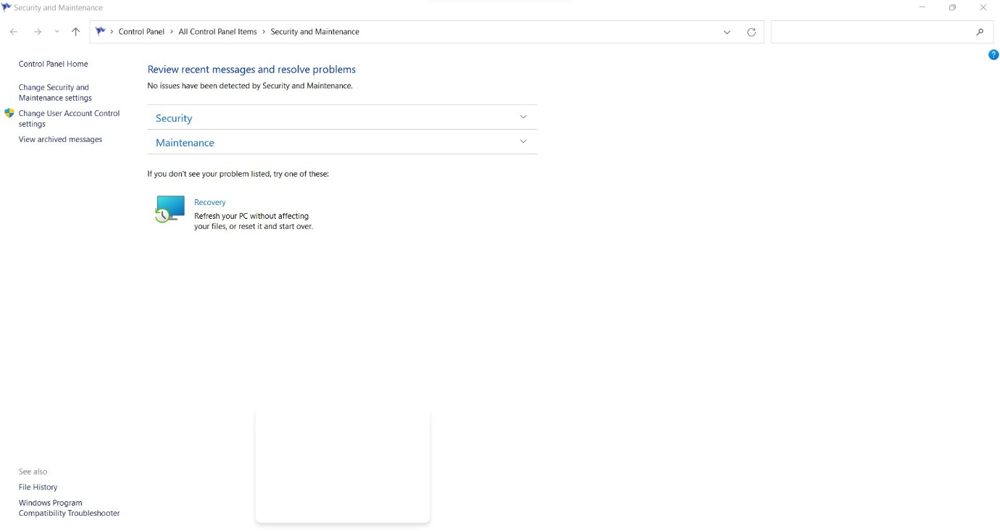 Security and Maintenance
Control Panel > All Control Panel Items > Security and Maintenance
?
Control Panel Home
Change Security and
Maintenance settings
Change User Account Control
settings
View archived messages
Review recent messages and resolve problems
No issues have been detected by Security and Maintenance.
Security
Maintenance
If you don't see your problem listed, try one of these:
Recovery
Refresh your PC without affecting
your files, or reset it and start over.
See also
File History
Windows Program
Compatibility Troubleshooter